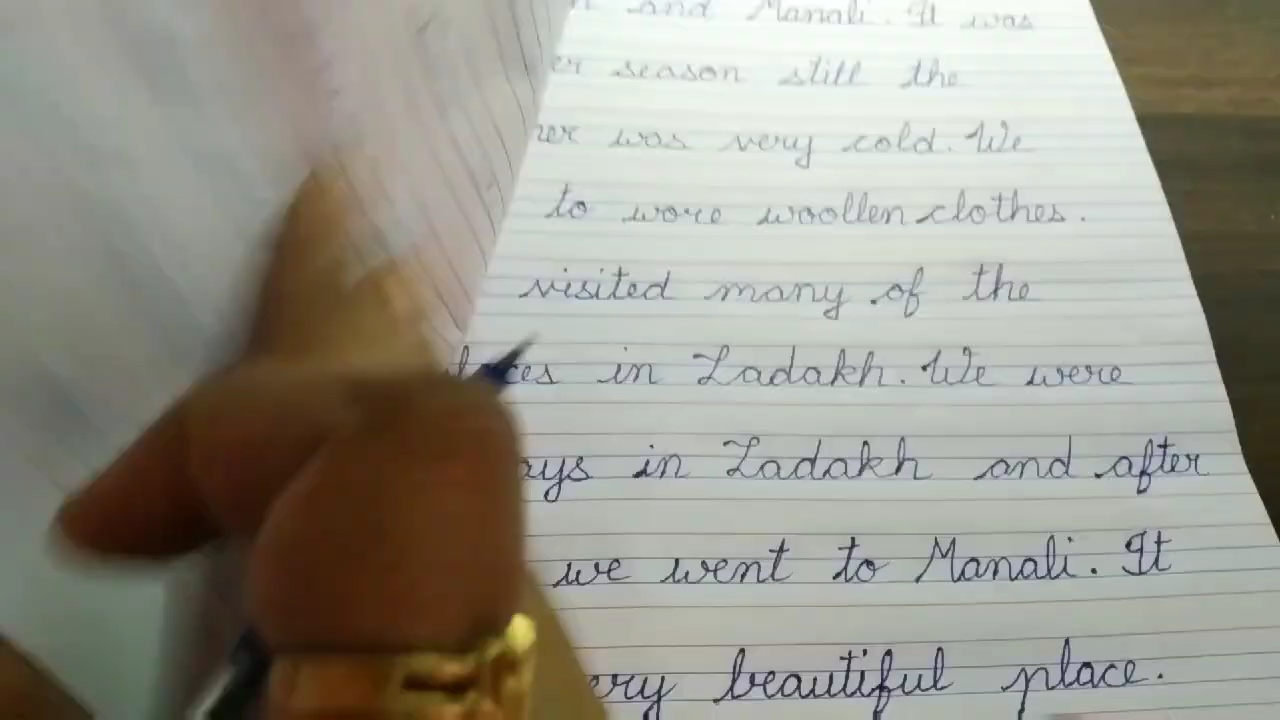 and Manali. It was
season still the
was very cold. We
to wore woollen clothes.
visited many of the
in Ladakh. We were
in Ladakh and after
we went to Manali. It
beautiful place.